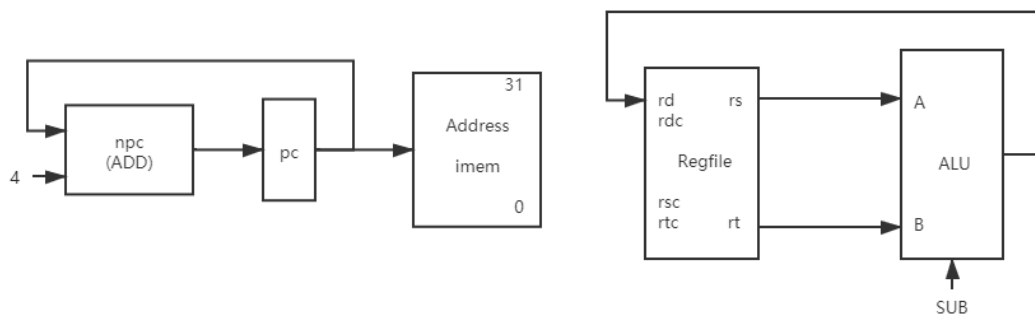 4
npc
(ADD)
pc
31
Address
imem
0
rd rs
rdc
Regfile
rsc
rtc rt
A
ALU
B
SUB